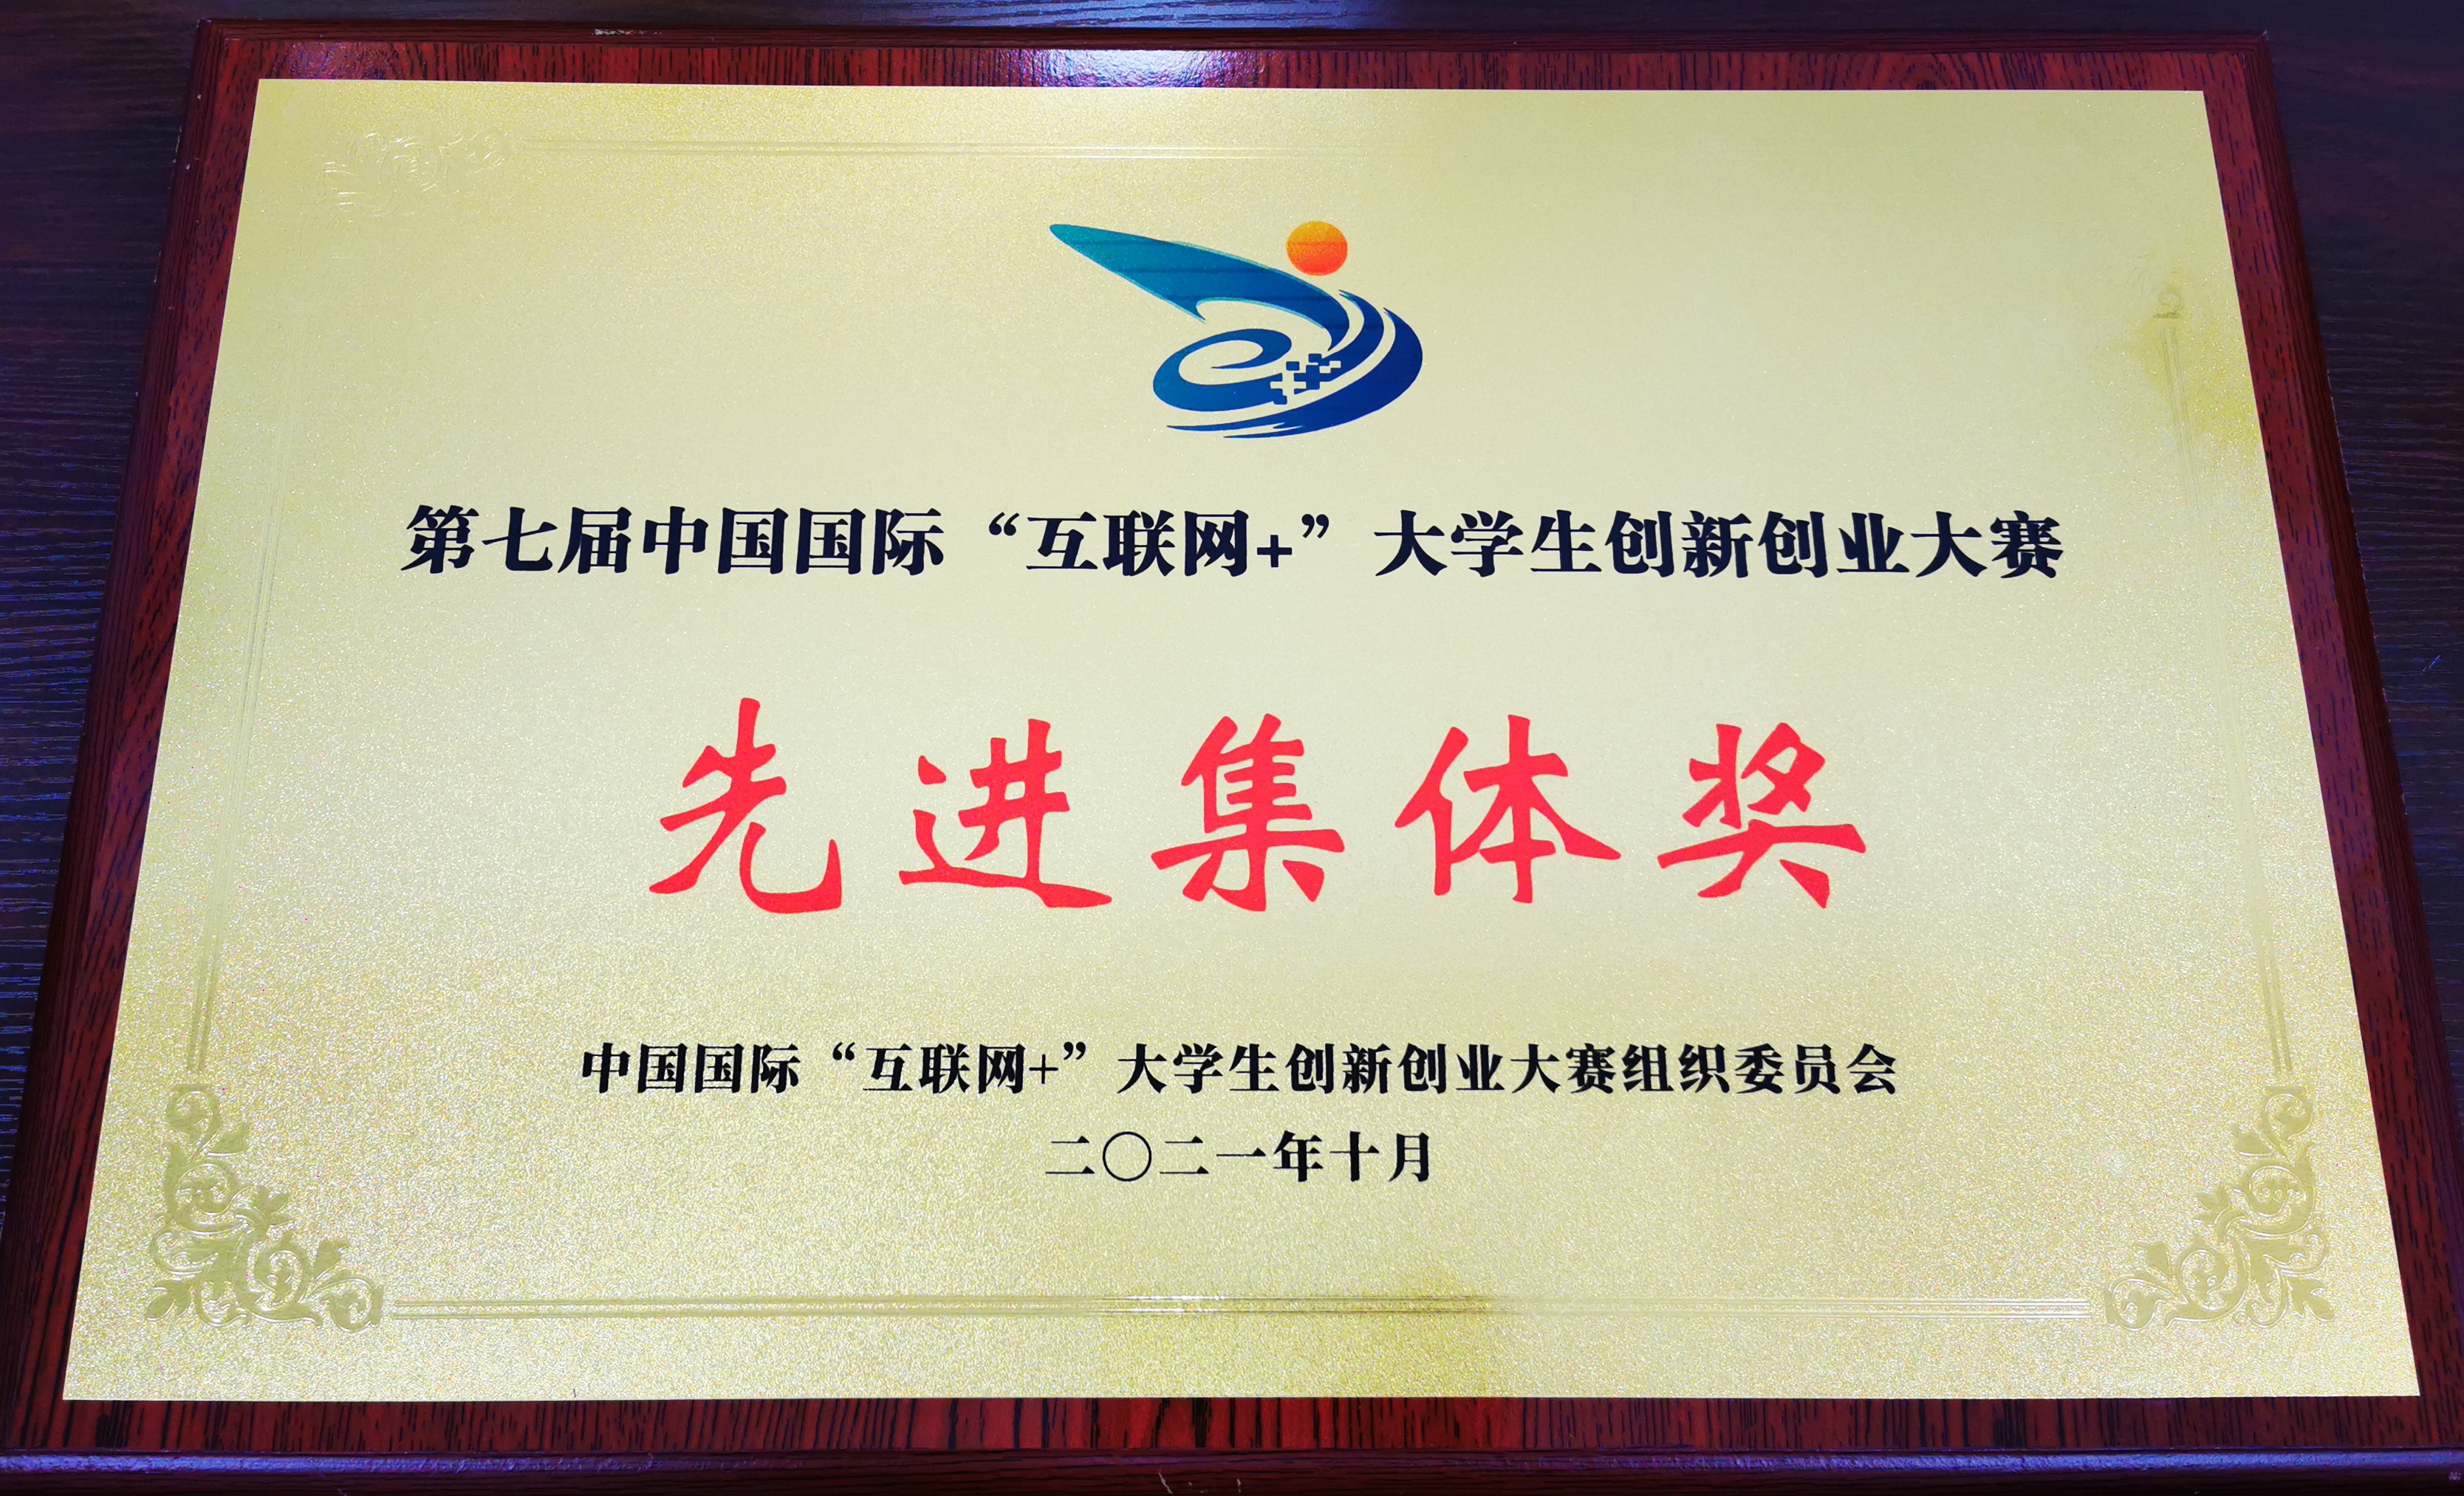 第七届中国国际“互联网+”大学生创新创业大赛
先进集体奖
中国国际“互联网+”大学生创新创业大赛组织委员会
二〇二一年十月